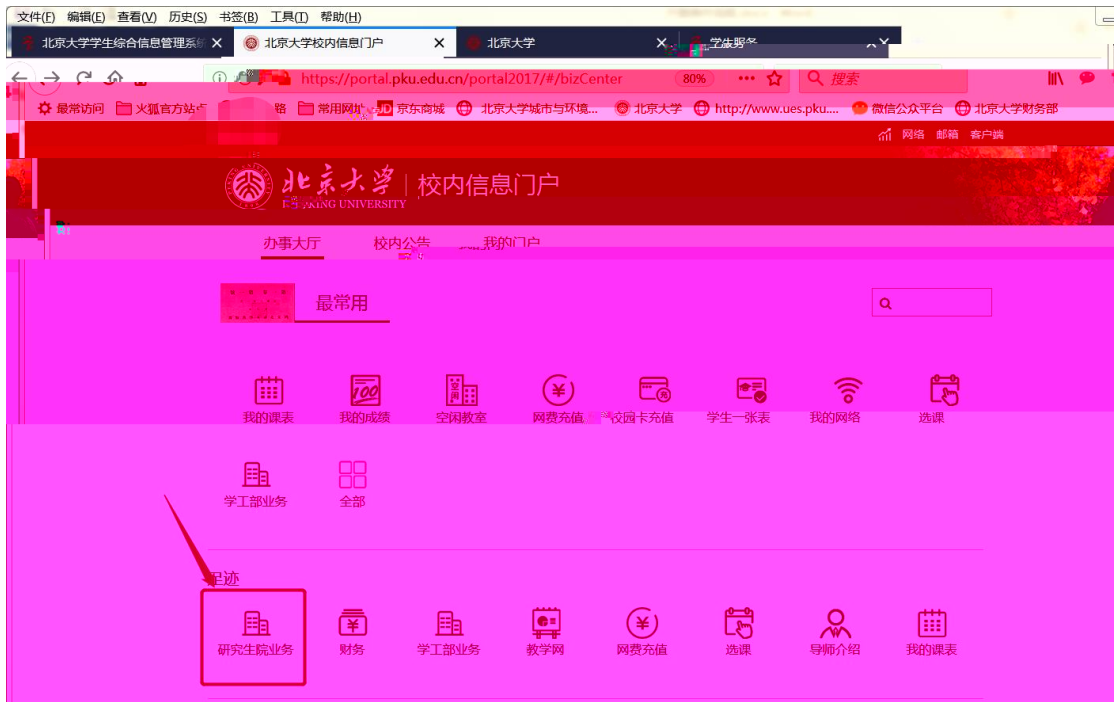 文件(F) 编辑(E) 查看(V) 历史(S) 书签(B) 工具(T) 帮助(H)
北京大学学生综合信息管理系统 × 北京大学校内信息门户 × 北京大学 × 学生服务 ×
https://portal.pku.edu.cn/portal2017/#/bizCenter 80% 搜索
最常访问 火狐官方站点 常用网址 JD 京东商城 北京大学城市与环境... 北京大学 http://www.ues.pku.... 微信公众平台 北京大学财务部
网络 邮箱 客户端
北京大学 校内信息门户
PEKING UNIVERSITY
办事大厅 校内公告 我的门户
最常用
我的课表 我的成绩 空闲教室 网费充值 校园卡充值 学生一张表 我的网络 选课
学工部业务 全部
足迹
研究生院业务 财务 学工部业务 教学网 网费充值 选课 导师介绍 我的课表